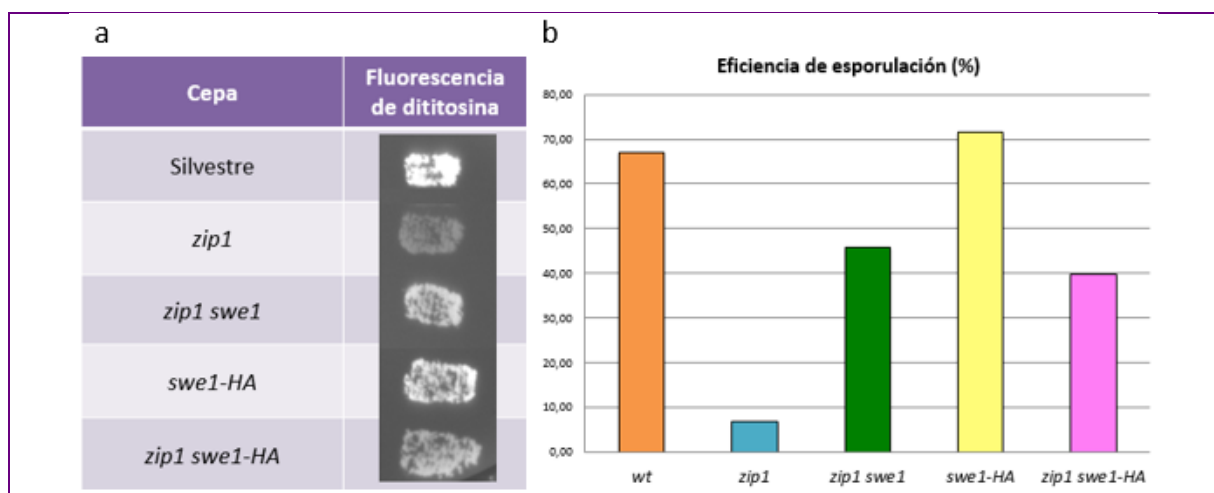 a
Cepa
Fluorescencia
de dititosina
Silvestre
zip1
zip1 swe1
swe1-HA
zip1 swe1-HA
b
Eficiencia de esporulación (%)
80,00
70,00
60,00
50,00
40,00
30,00
20,00
10,00
0,00
wt
zip1
zip1 swe1
swe1-HA
zip1 swe1-HA